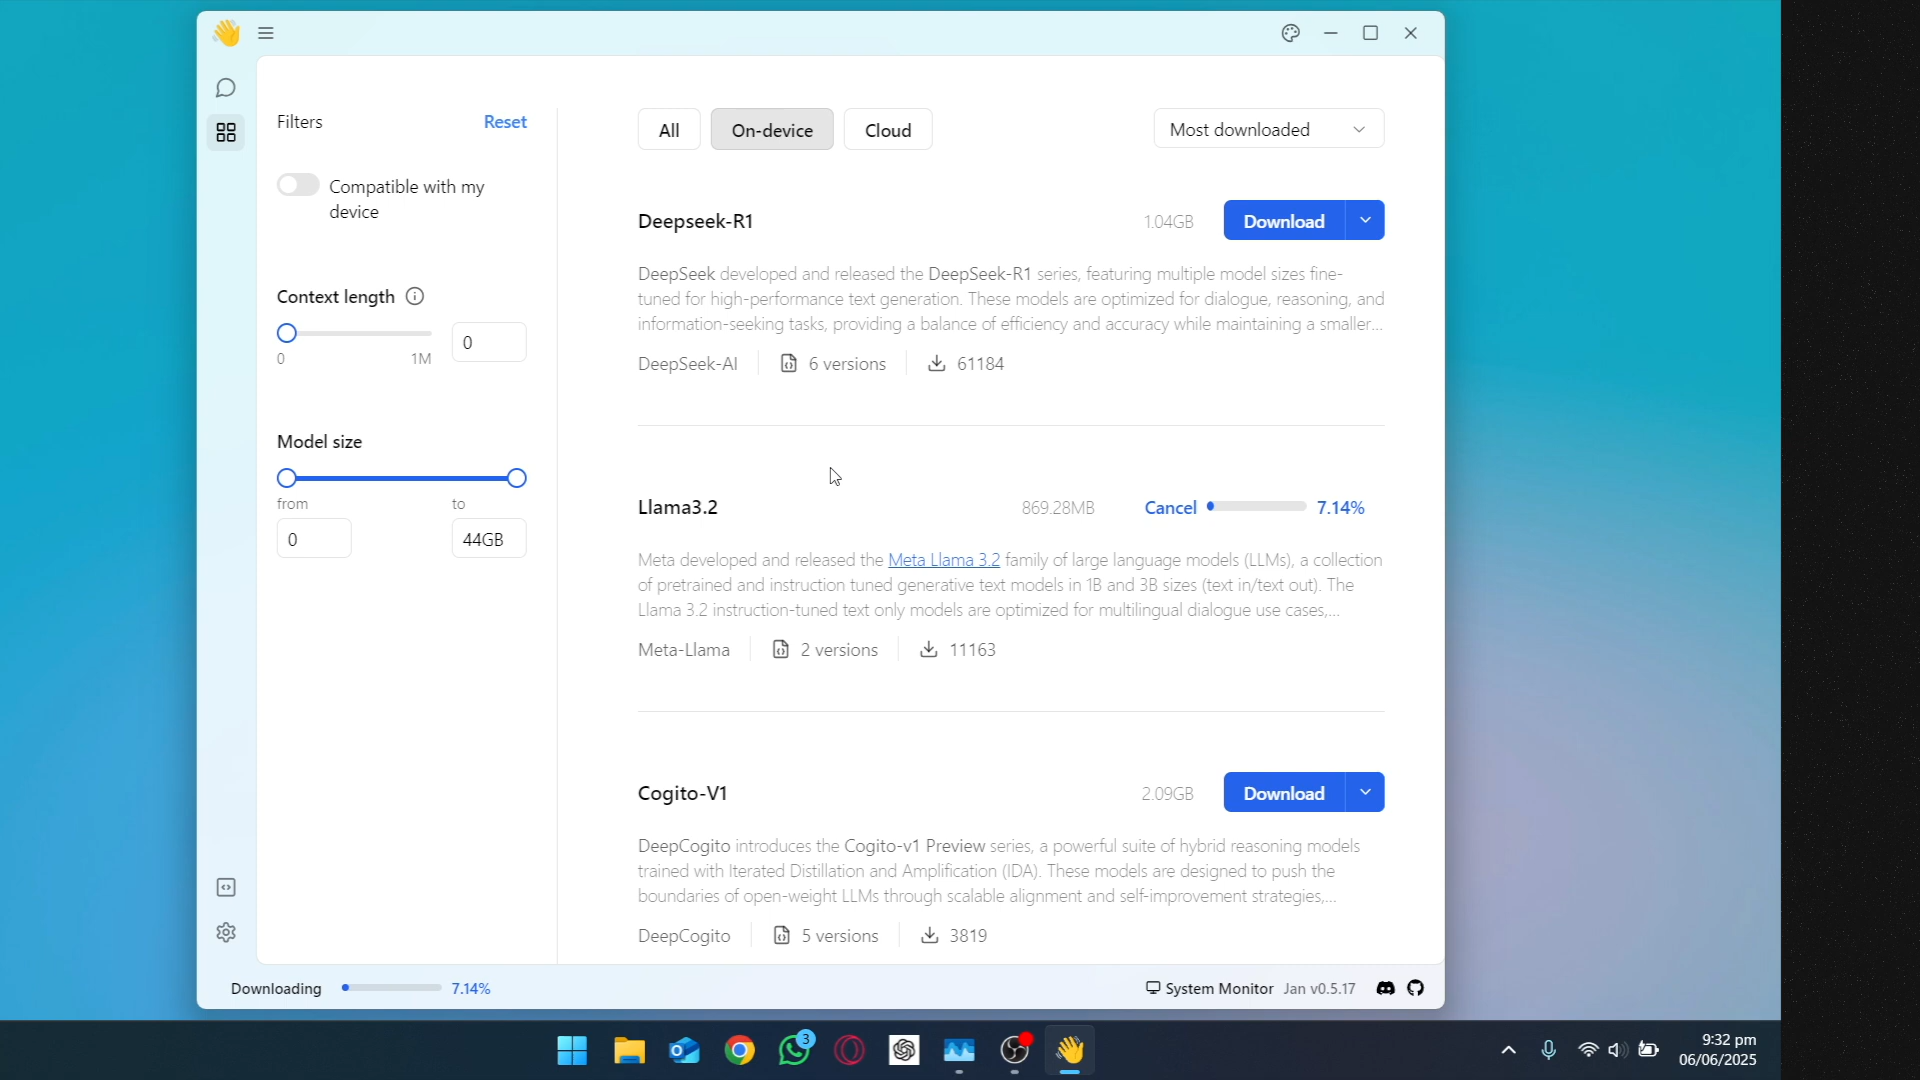 Filters
Reset
Compatible with my
device
Context length
0
1M
0
Model size
from
to
0
44GB
All
On-device
Cloud
Most downloaded
Deepseek-R1
1.04GB
Download
DeepSeek developed and released the DeepSeek-R1 series, featuring multiple model sizes fine-
tuned for high-performance text generation. These models are optimized for dialogue, reasoning, and
information-seeking tasks, providing a balance of efficiency and accuracy while maintaining a smaller...
DeepSeek-AI
6 versions
61184
Llama3.2
869.28MB
Cancel
7.14%
Meta developed and released the Meta Llama 3.2 family of large language models (LLMs), a collection
of pretrained and instruction tuned generative text models in 1B and 3B sizes (text in/text out). The
Llama 3.2 instruction-tuned text only models are optimized for multilingual dialogue use cases,...
Meta-Llama
2 versions
11163
Cogito-V1
2.09GB
Download
DeepCogito introduces the Cogito-v1 Preview series, a powerful suite of hybrid reasoning models
trained with Iterated Distillation and Amplification (IDA). These models are designed to push the
boundaries of open-weight LLMs through scalable alignment and self-improvement strategies,...
DeepCogito
5 versions
3819
Downloading
7.14%
System Monitor
Jan v0.5.17
3
9:32 pm
06/06/2025